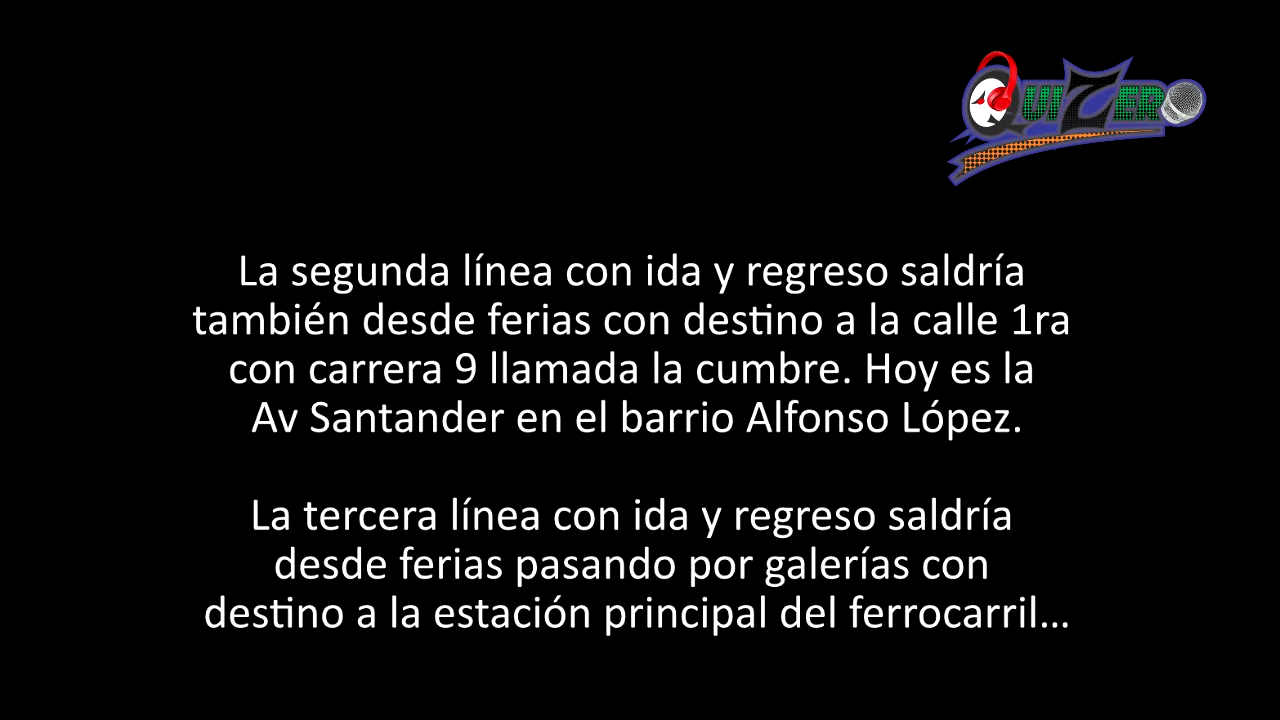 QUIZERO
La segunda línea con ida y regreso saldría
también desde ferias con destino a la calle 1ra
con carrera 9 llamada la cumbre. Hoy es la
Av Santander en el barrio Alfonso López.
La tercera línea con ida y regreso saldría
desde ferias pasando por galerías con
destino a la estación principal del ferrocarril...